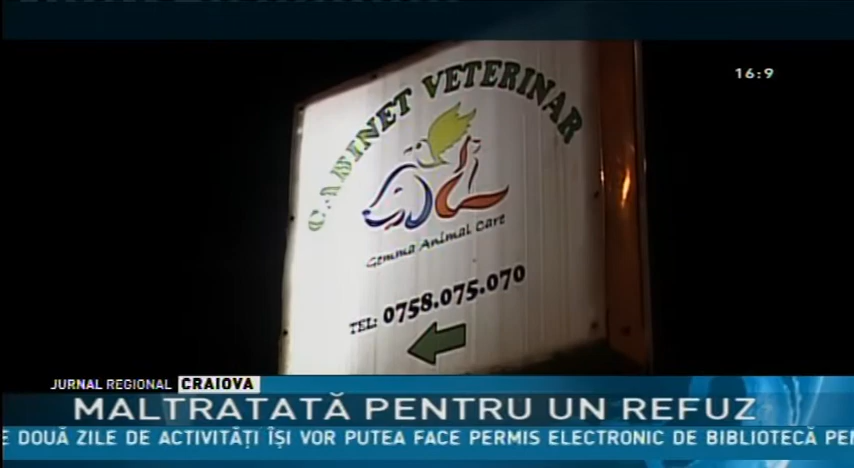 16:9
CABINET VETERINAR
Gemma Animal Care
TEL: 0758.075.070
JURNAL REGIONAL CRAIOVA
MALTRATATĂ PENTRU UN REFUZ
DOUĂ ZILE DE ACTIVITĂȚI ÎȘI VOR PUTEA FACE PERMIS ELECTRONIC DE BIBLIOTECĂ